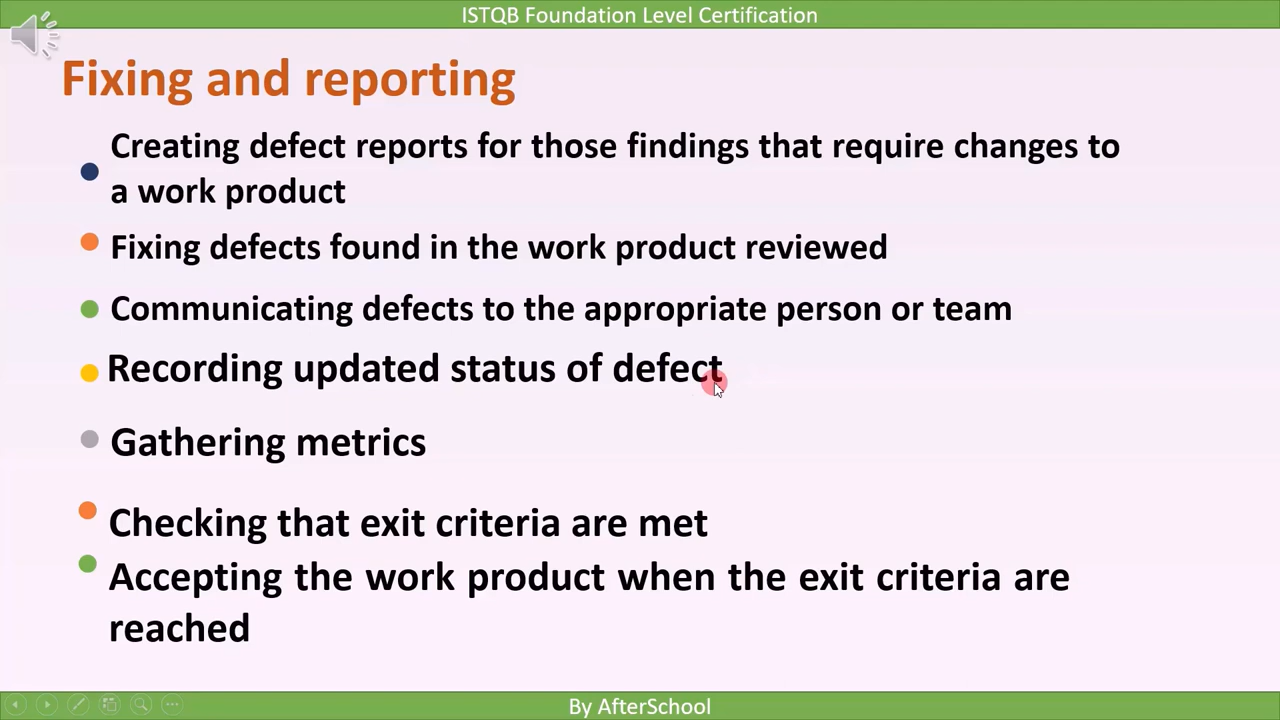 ISTQB Foundation Level Certification
Fixing and reporting
Creating defect reports for those findings that require changes to
a work product
Fixing defects found in the work product reviewed
Communicating defects to the appropriate person or team
Recording updated status of defect
Gathering metrics
Checking that exit criteria are met
Accepting the work product when the exit criteria are
reached
By AfterSchool